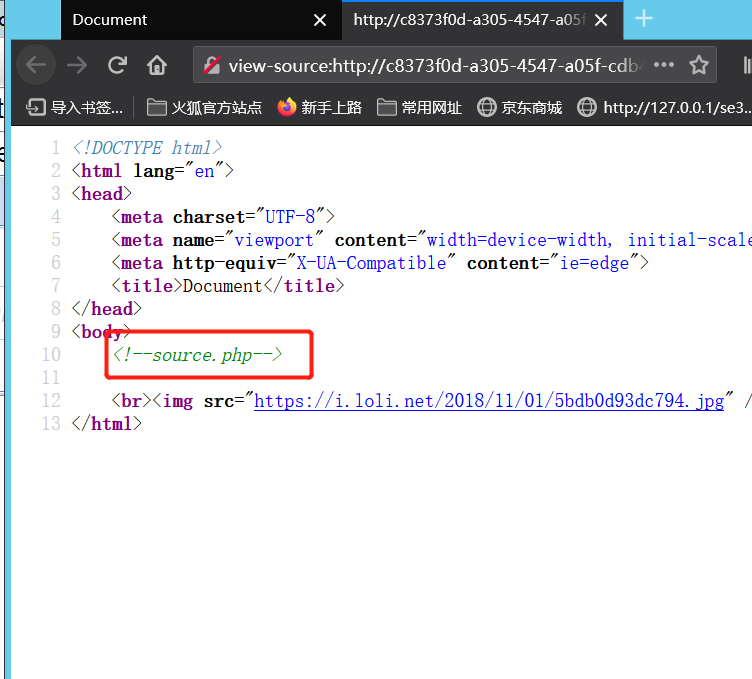 Document
http://c8373f0d-a305-4547-a05f
view-source:http://c8373f0d-a305-4547-a05f-cdb4
导入书签... 火狐官方站点 新手上路 常用网址 京东商城 http://127.0.0.1/se3...
1 <!DOCTYPE html>
2 <html lang="en">
3 <head>
4 <meta charset="UTF-8">
5 <meta name="viewport" content="width=device-width, initial-scale
6 <meta http-equiv="X-UA-Compatible" content="ie=edge">
7 <title>Document</title>
8 </head>
9 <body>
10 <!--source.php-->
11
12 <br><img src="https://i.loli.net/2018/11/01/5bdb0d93dc794.jpg" /
13 </html>